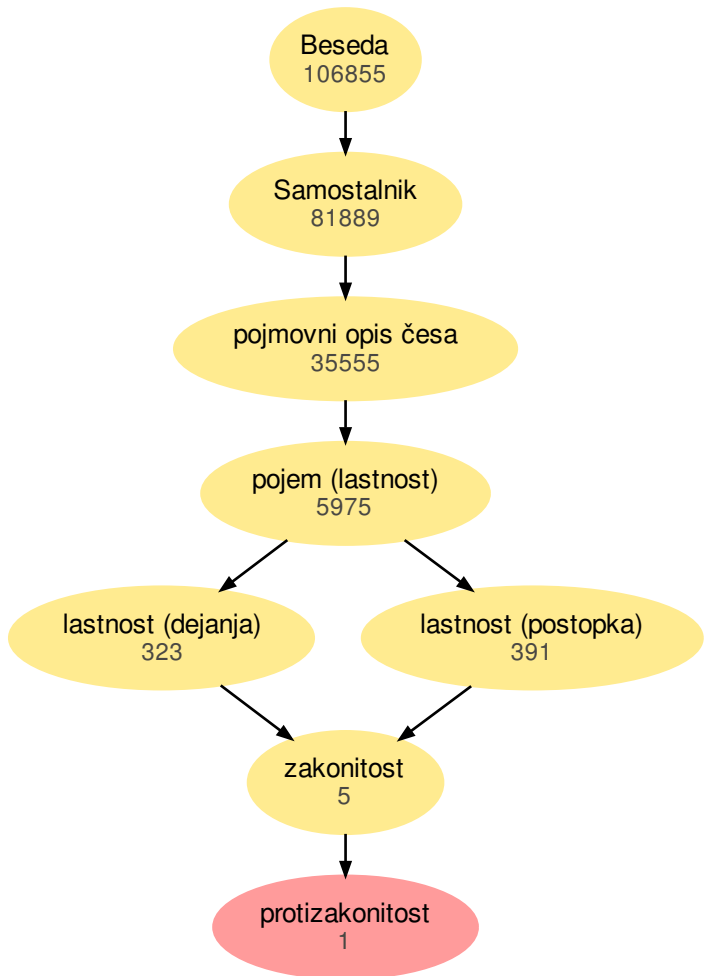 Beseda
106855
Samostalnik
81889
pojmovni opis česa
35555
pojem (lastnost)
5975
lastnost (dejanja)
323
lastnost (postopka)
391
zakonitost
5
protizakonitost
1